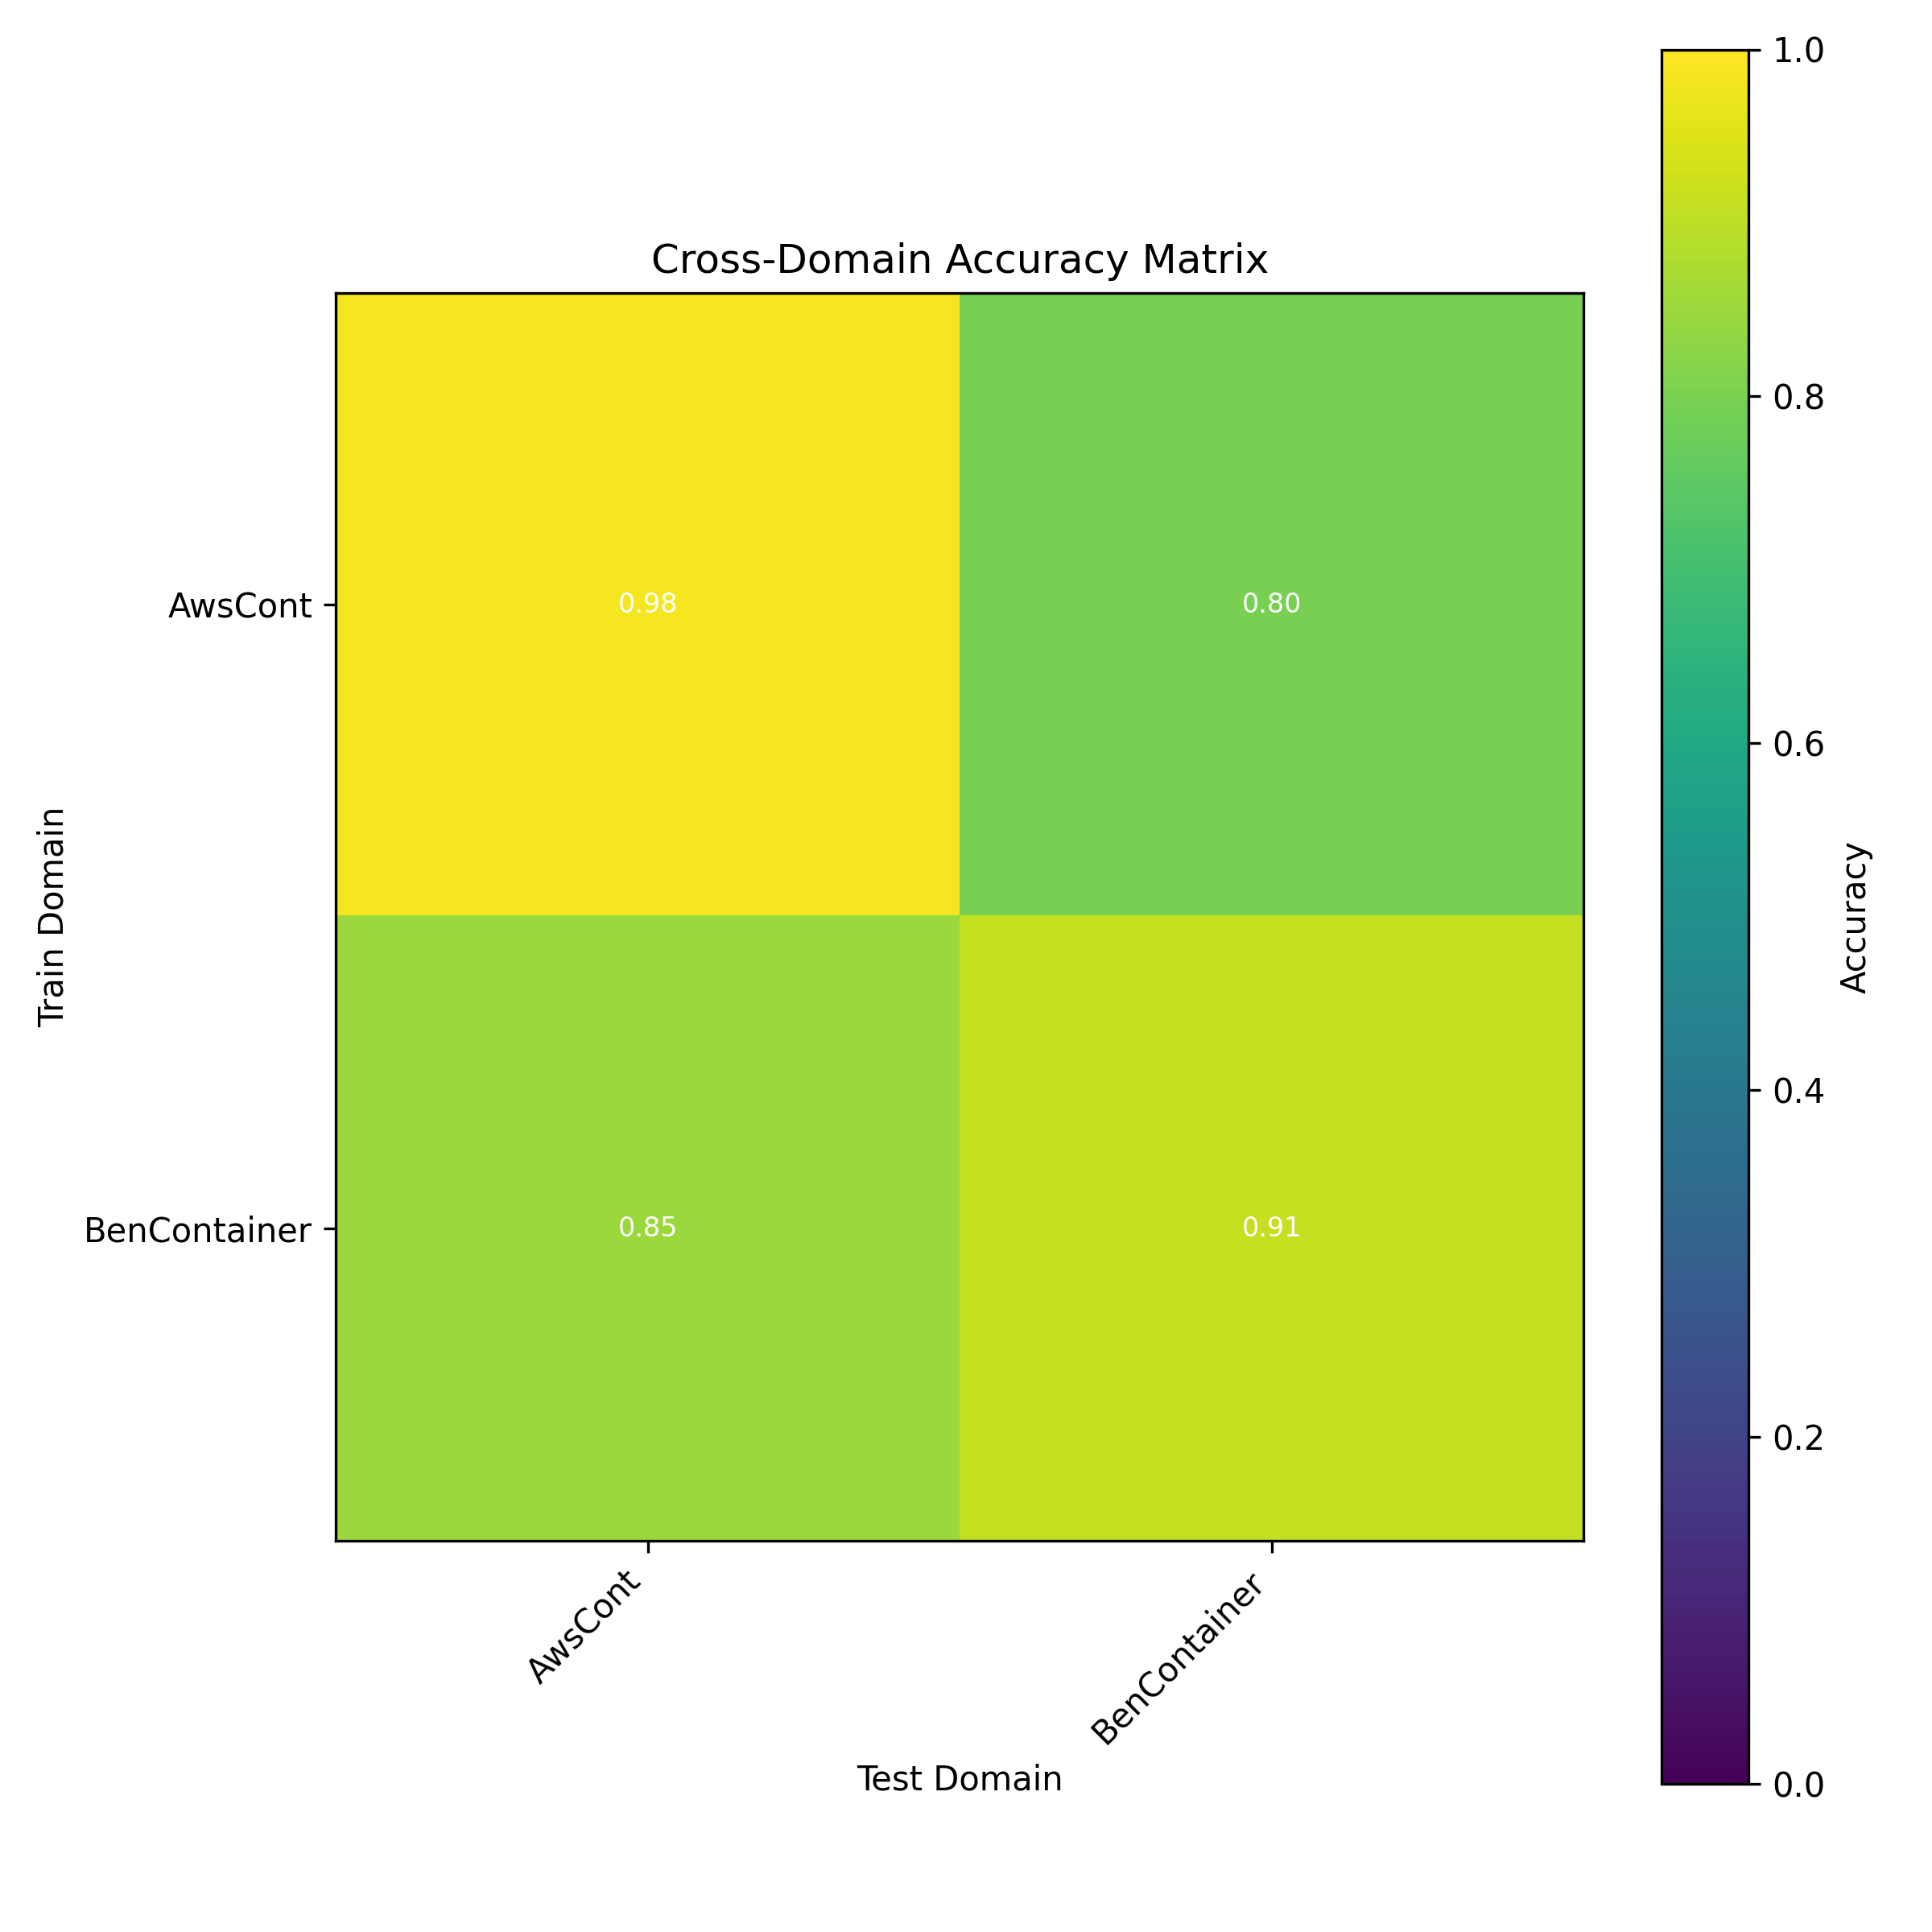 Cross-Domain Accuracy Matrix
1.0
0.8
0.6
0.4
0.2
0.0
Accuracy
Train Domain
AwsCont
0.98
0.80
BenContainer
0.85
0.91
AwsCont
BenContainer
Test Domain